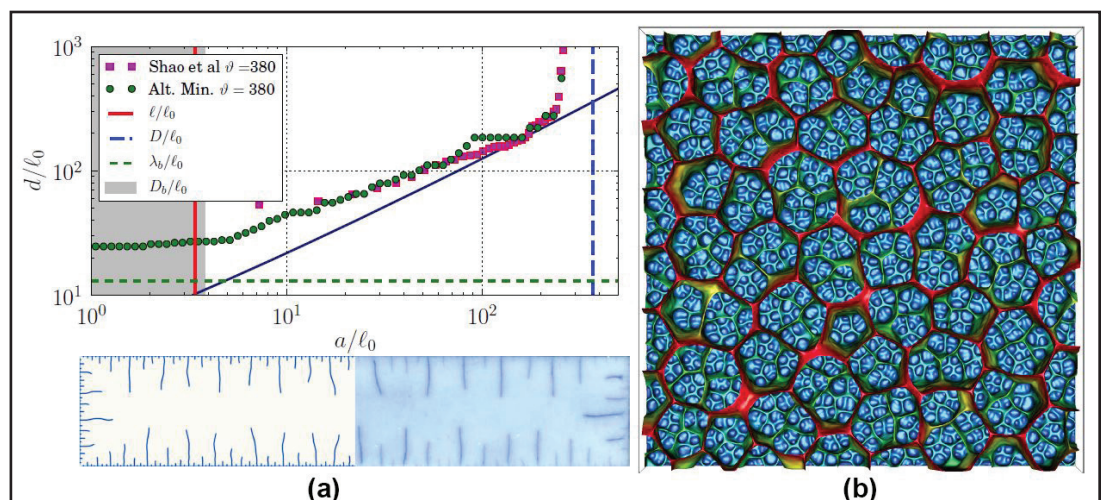 10³
10²
10¹
d/ℓ₀
Shao et al ϑ =380
Alt. Min. ϑ = 380
ℓ/ℓ₀
D/ℓ₀
λ_b/ℓ₀
D_b/ℓ₀
10⁰ 10¹ 10²
a/ℓ₀
(a) (b)